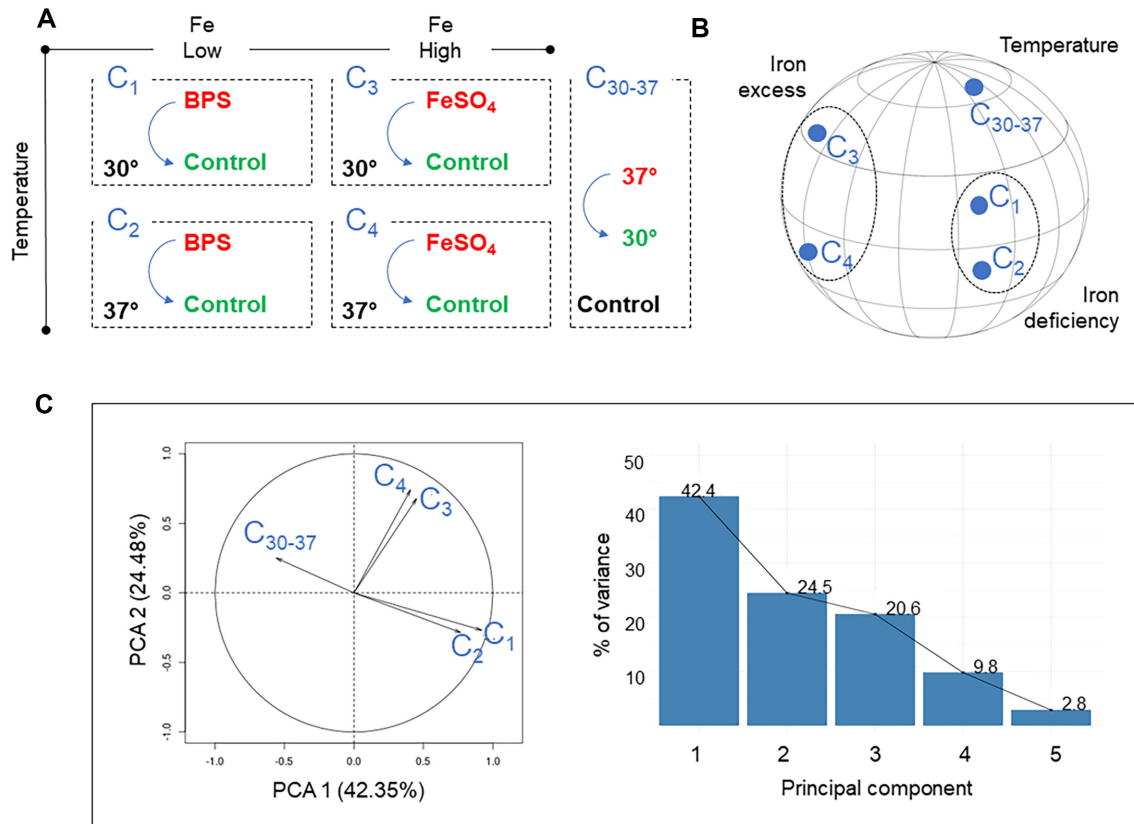 A
Fe
Low
Fe
High
Temperature
C1
BPS
Control
30º
C3
FeSO4
Control
30º
C2
BPS
Control
37º
C4
FeSO4
Control
37º
C30-37
37º
30º
Control
B
Iron
excess
Temperature
C30-37
C3
C1
C4
C2
Iron
deficiency
C
PCA 2 (24.48%)
1.0
0.5
0.0
-0.5
-1.0
C4
C3
C30-37
C1
C2
-1.0 -0.5 0.0 0.5 1.0
PCA 1 (42.35%)
% of variance
50
40
30
20
10
42.4
24.5
20.6
9.8
2.8
1 2 3 4 5
Principal component